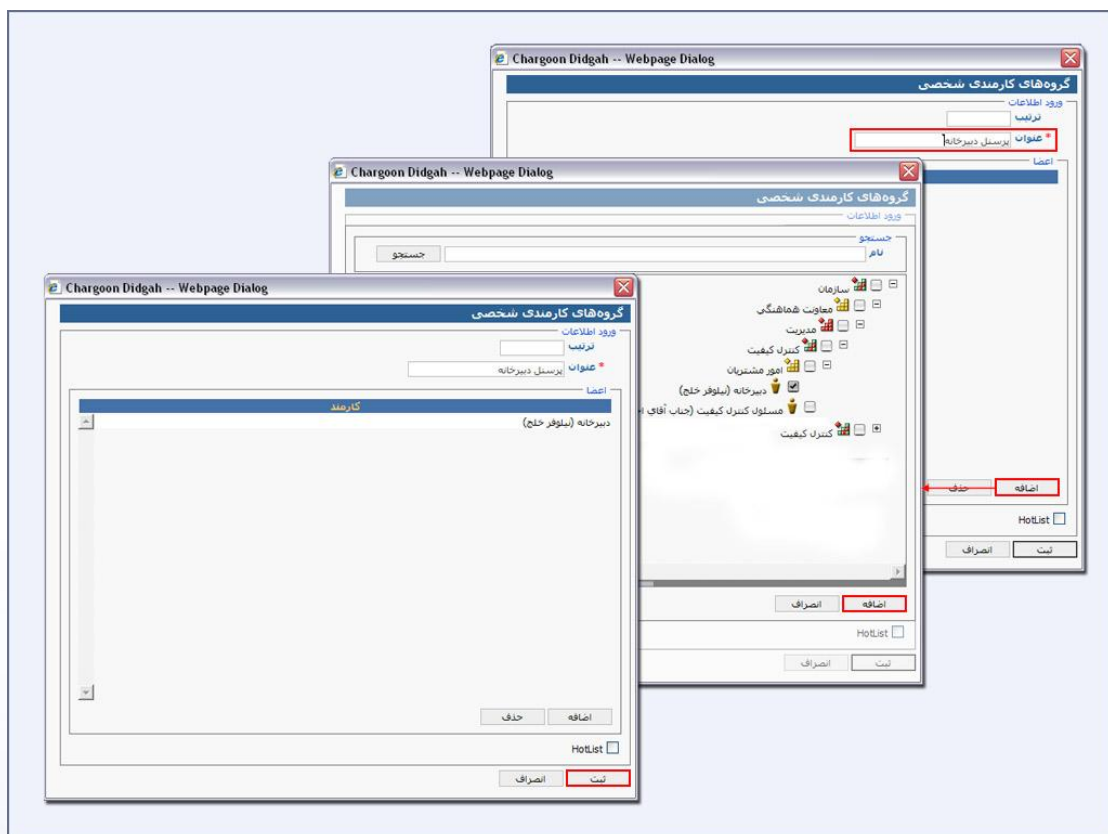 Chargoon Didgah -- Webpage Dialog
گروه‌های کارمندی شخصی
ورود اطلاعات
ترتیب
* عنوان پرسنل دبیرخانه
اعضا
اضافه حذف
HotList
ثبت انصراف
Chargoon Didgah -- Webpage Dialog
گروه‌های کارمندی شخصی
ورود اطلاعات
جستجو
نام جستجو
سازمان
معاونت هماهنگی
مدیریت
کنترل کیفیت
امور مشتریان
دبیرخانه (نیلوفر خلج)
مسئول کنترل کیفیت (جناب آقای
کنترل کیفیت
اضافه انصراف
HotList
ثبت انصراف
Chargoon Didgah -- Webpage Dialog
گروه‌های کارمندی شخصی
ورود اطلاعات
ترتیب
* عنوان پرسنل دبیرخانه
اعضا
کارمند
دبیرخانه (نیلوفر خلج)
اضافه حذف
HotList
ثبت انصراف